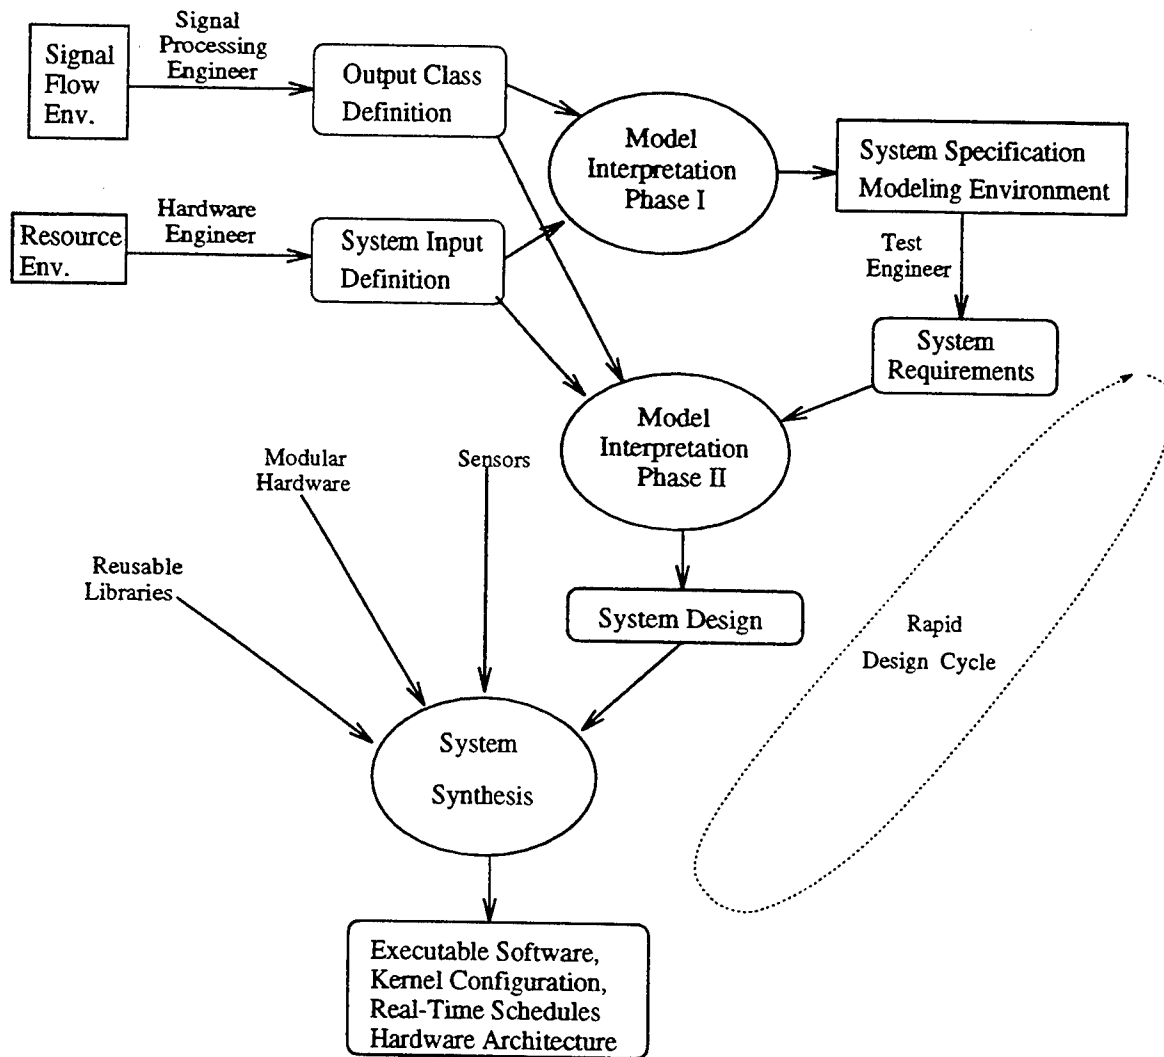 Signal
Processing
Engineer
Signal
Flow
Env.
Output Class
Definition
Model
Interpretation
Phase I
System Specification
Modeling Environment
Hardware
Engineer
Resource
Env.
System Input
Definition
Test
Engineer
System
Requirements
Model
Interpretation
Phase II
Sensors
Modular
Hardware
Reusable
Libraries
System Design
Rapid
Design Cycle
System
Synthesis
Executable Software,
Kernel Configuration,
Real-Time Schedules
Hardware Architecture